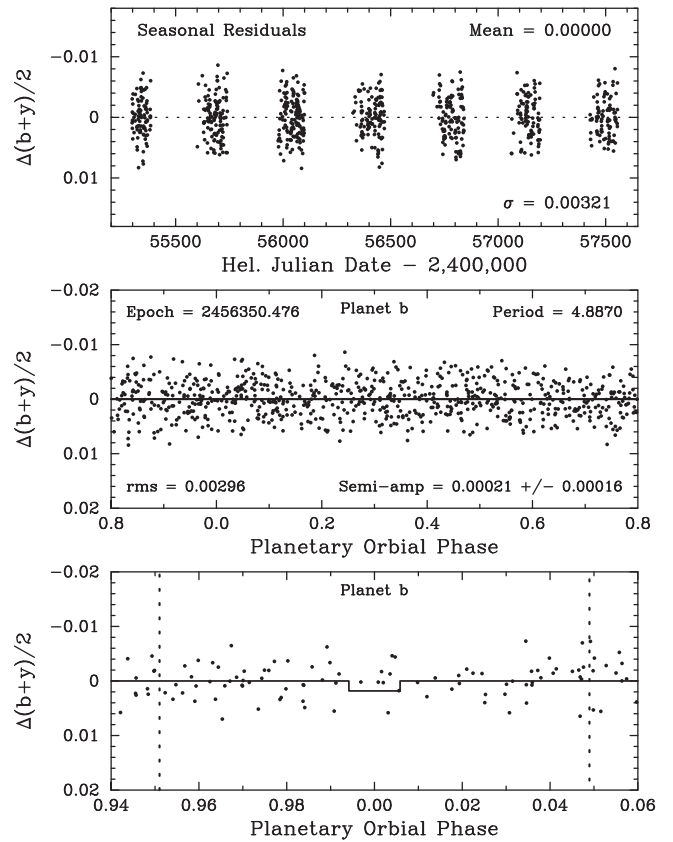 Seasonal Residuals Mean = 0.00000
−0.01
0
0.01
Δ(b+y)/2
σ = 0.00321
55500 56000 56500 57000 57500
Hel. Julian Date − 2,400,000
−0.02
−0.01
0
0.01
0.02
Δ(b+y)/2
Epoch = 2456350.476 Planet b Period = 4.8870
rms = 0.00296 Semi-amp = 0.00021 +/− 0.00016
0.8 0.0 0.2 0.4 0.6 0.8
Planetary Orbial Phase
−0.02
−0.01
0
0.01
0.02
Δ(b+y)/2
Planet b
0.94 0.96 0.98 0.00 0.02 0.04 0.06
Planetary Orbial Phase